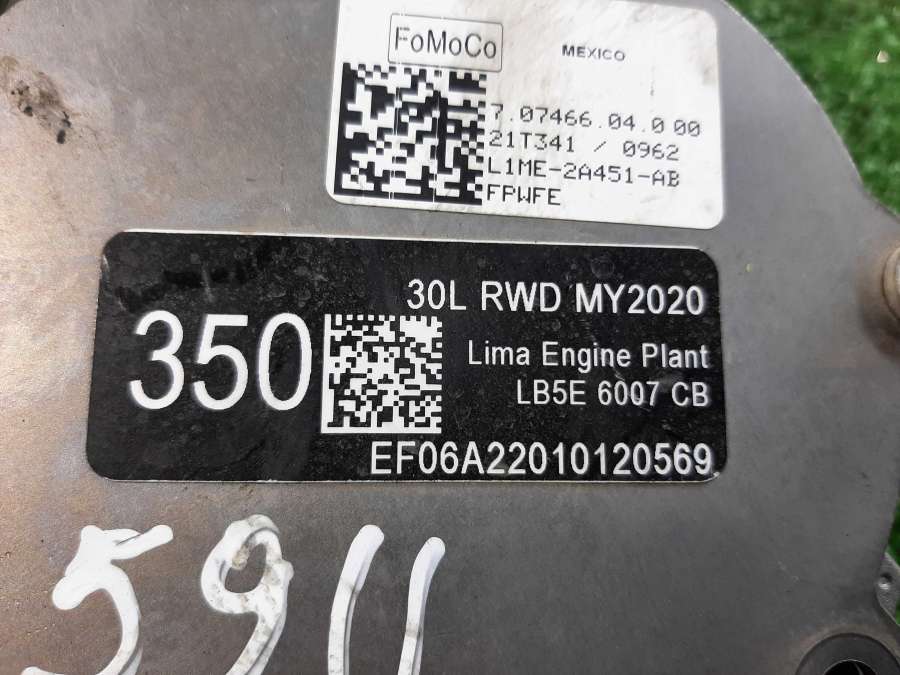 FoMoCo
MEXICO
7.07466.04.0 00
21T341 / 0962
L1ME-2A451-AB
FPWFE
30L RWD MY2020
350
Lima Engine Plant
LB5E 6007 CB
EF06A22010120569
5911